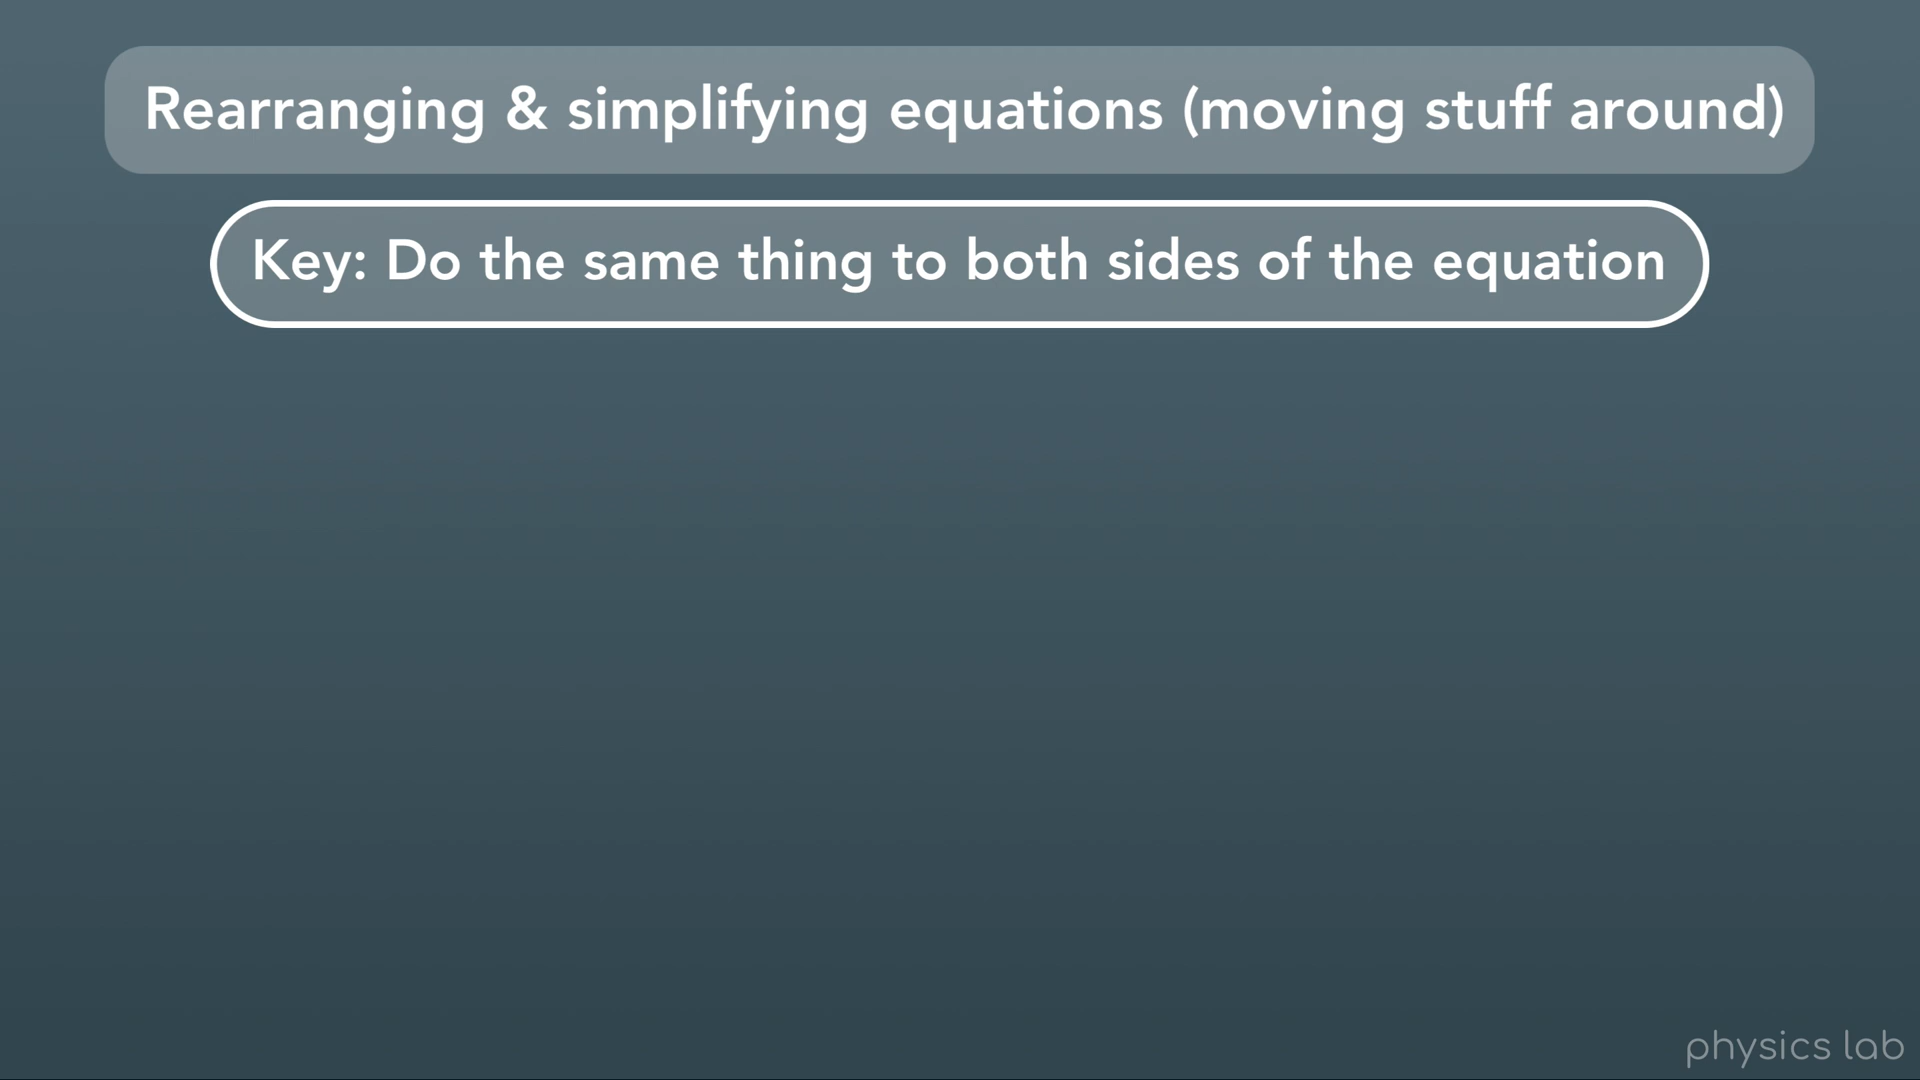 Rearranging & simplifying equations (moving stuff around)
Key: Do the same thing to both sides of the equation
physics lab